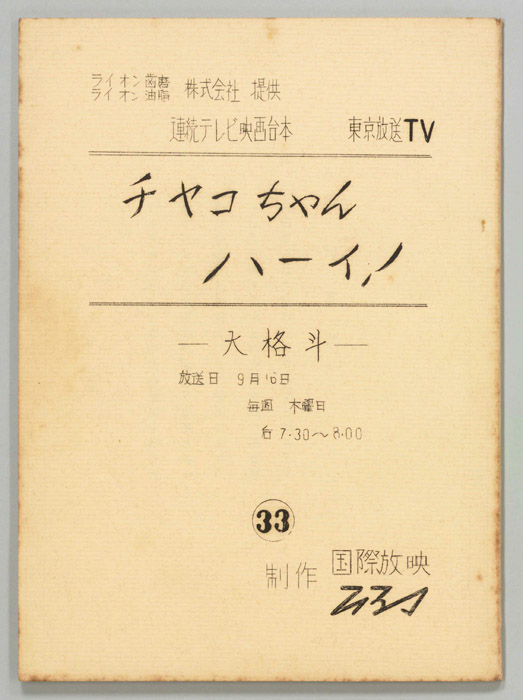 ライオン歯磨
ライオン油脂 株式会社 提供
連続テレビ映画台本 東京放送TV
チヤコちゃん
ハーイ!
―大格斗―
放送日 9月16日
毎週 木曜日
7.30〜8.00
33
制作 国際放映